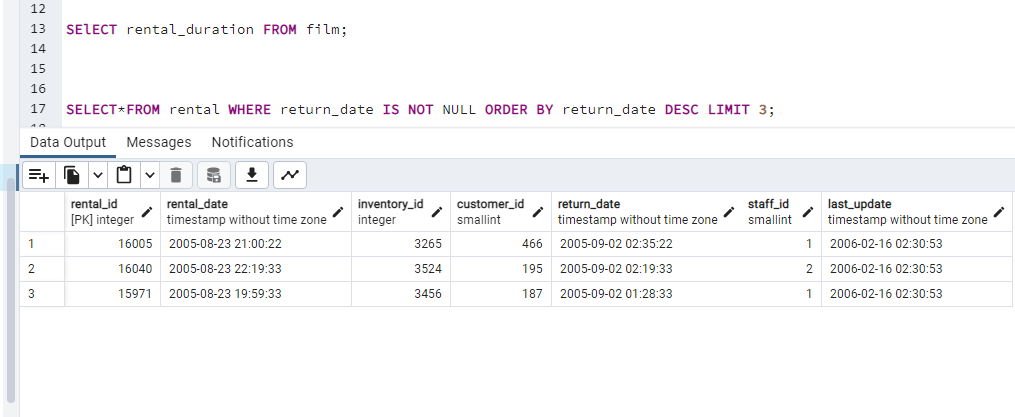 12
13 SElECT rental_duration FROM film;
14
15
16
17 SELECT*FROM rental WHERE return_date IS NOT NULL ORDER BY return_date DESC LIMIT 3;
Data Output Messages Notifications
rental_id rental_date inventory_id customer_id return_date staff_id last_update
[PK] integer timestamp without time zone integer smallint timestamp without time zone smallint timestamp without time zone
1 16005 2005-08-23 21:00:22 3265 466 2005-09-02 02:35:22 1 2006-02-16 02:30:53
2 16040 2005-08-23 22:19:33 3524 195 2005-09-02 02:19:33 2 2006-02-16 02:30:53
3 15971 2005-08-23 19:59:33 3456 187 2005-09-02 01:28:33 1 2006-02-16 02:30:53